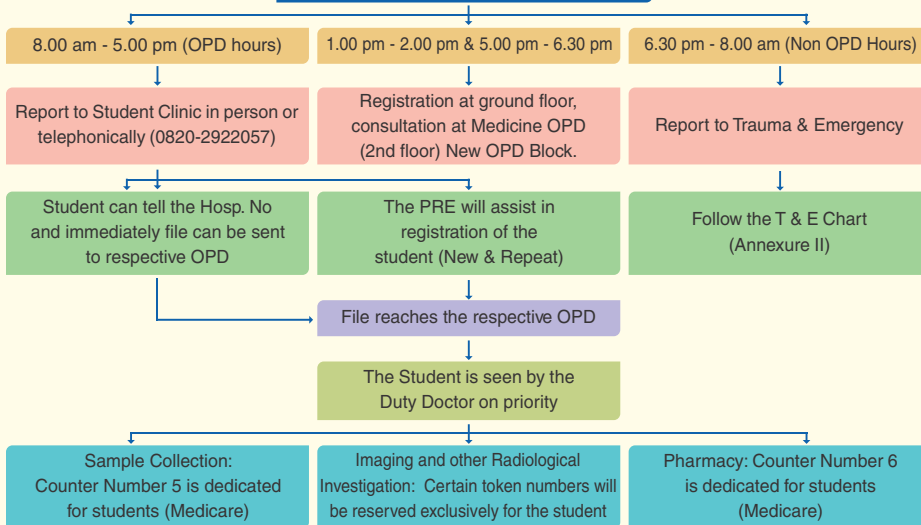 8.00 am - 5.00 pm (OPD hours)
1.00 pm - 2.00 pm & 5.00 pm - 6.30 pm
6.30 pm - 8.00 am (Non OPD Hours)
Report to Student Clinic in person or
telephonically (0820-2922057)
Registration at ground floor,
consultation at Medicine OPD
(2nd floor) New OPD Block.
Report to Trauma & Emergency
Student can tell the Hosp. No
and immediately file can be sent
to respective OPD
The PRE will assist in
registration of the
student (New & Repeat)
Follow the T & E Chart
(Annexure II)
File reaches the respective OPD
The Student is seen by the
Duty Doctor on priority
Sample Collection:
Counter Number 5 is dedicated
for students (Medicare)
Imaging and other Radiological
Investigation: Certain token numbers will
be reserved exclusively for the student
Pharmacy: Counter Number 6
is dedicated for students
(Medicare)